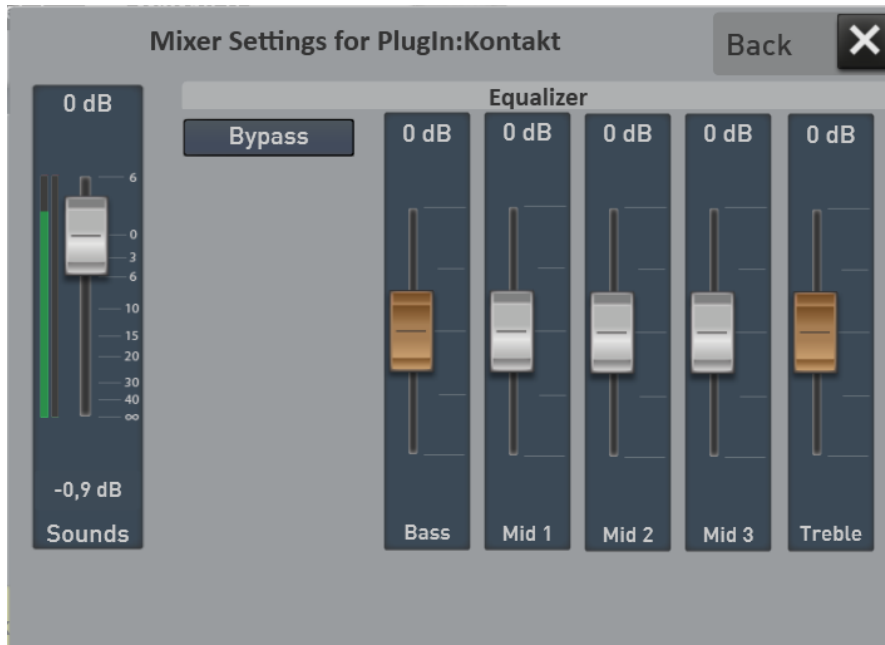 Mixer Settings for PlugIn:Kontakt
Back
0 dB
6
0
3
6
10
15
20
30
40
∞
-0,9 dB
Sounds
Equalizer
Bypass
0 dB
0 dB
0 dB
0 dB
0 dB
Bass
Mid 1
Mid 2
Mid 3
Treble